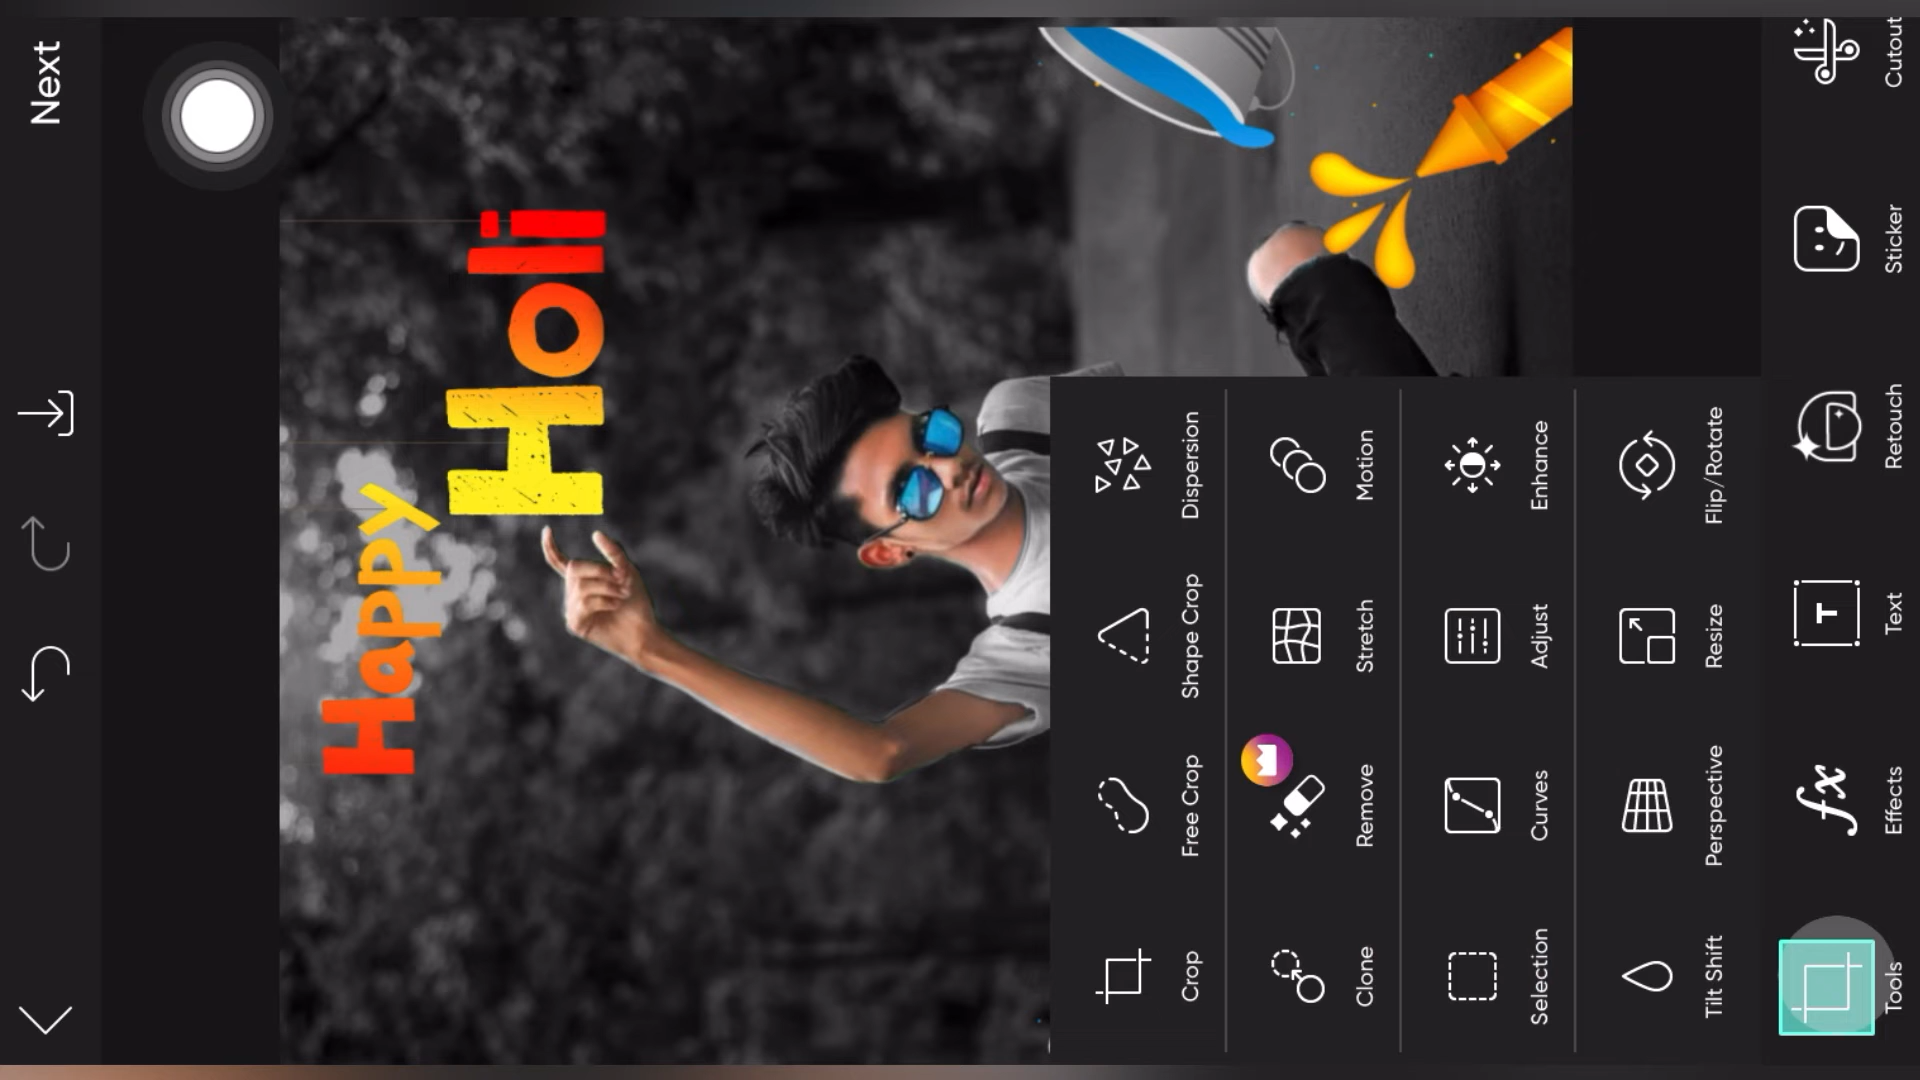 Next
Happy
Holi
Crop Free Crop Shape Crop Dispersion
Clone Remove Stretch Motion
Selection Curves Adjust Enhance
Tilt Shift Perspective Resize Flip/Rotate
Tools Effects Text Retouch Sticker Cutout